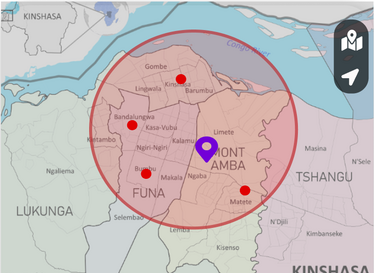 KINSHASA
Congo River
Gombe
Kinshasa
Lingwala
Barumbu
Bandalungwa
Kasa-Vubu
Limete
Kintambo
Ngiri-Ngiri
Kalamu
MONT
AMBA
Masina
N'Sele
Ngaliema
Bumbu
Makala
Ngaba
TSHANGU
FUNA
Matete
LUKUNGA
Selembao
N'Djili
Lemba
Kimbanseke
Kisenso
KINSHASA